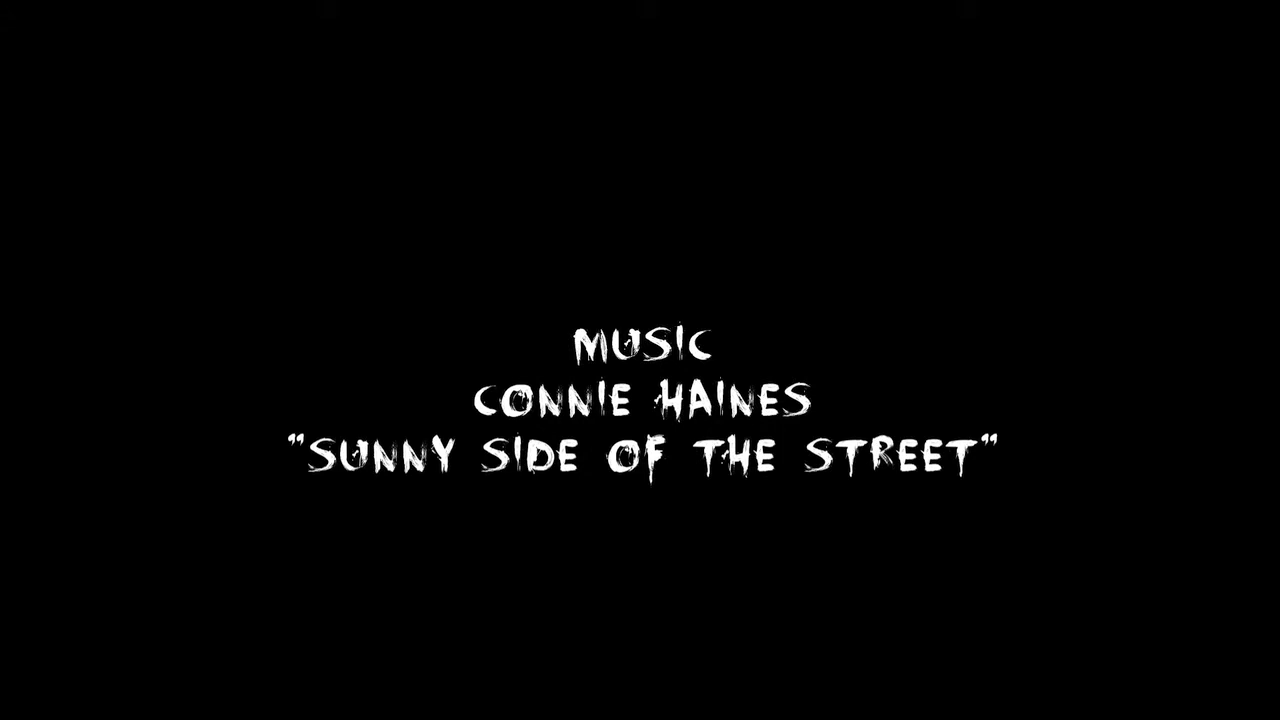 MUSIC
CONNIE HAINES
"SUNNY SIDE OF THE STREET"